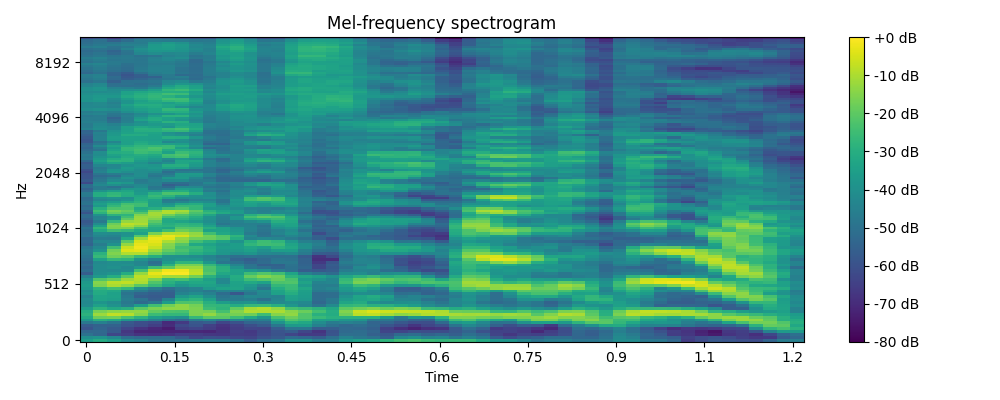 Mel-frequency spectrogram
Hz
8192
4096
2048
1024
512
0
0 0.15 0.3 0.45 0.6 0.75 0.9 1.1 1.2
Time
+0 dB
-10 dB
-20 dB
-30 dB
-40 dB
-50 dB
-60 dB
-70 dB
-80 dB